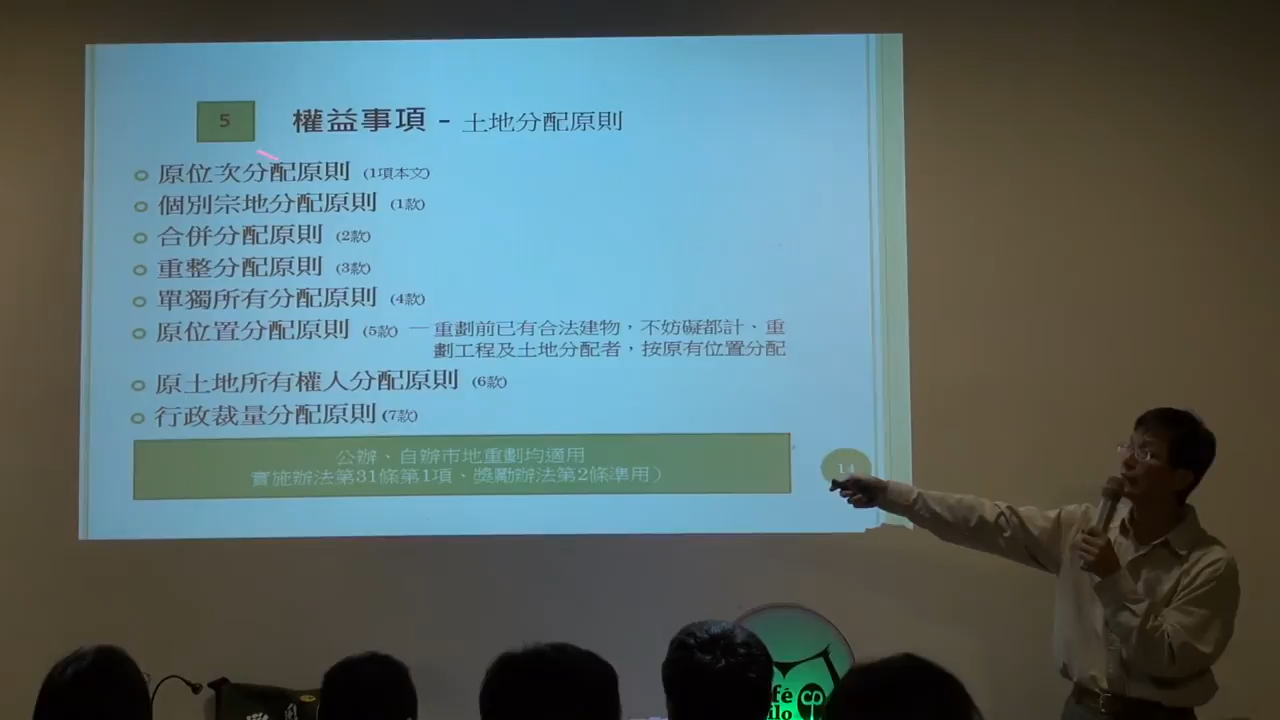 5
權益事項 - 土地分配原則
原位次分配原則 (1項本文)
個別宗地分配原則 (1款)
合併分配原則 (2款)
重整分配原則 (3款)
單獨所有分配原則 (4款)
原位置分配原則 (5款) — 重劃前已有合法建物，不妨礙都計、重
劃工程及土地分配者，按原有位置分配
原土地所有權人分配原則 (6款)
行政裁量分配原則(7款)
公辦、自辦市地重劃均適用
實施辦法第31條第1項、獎勵辦法第2條準用）
14